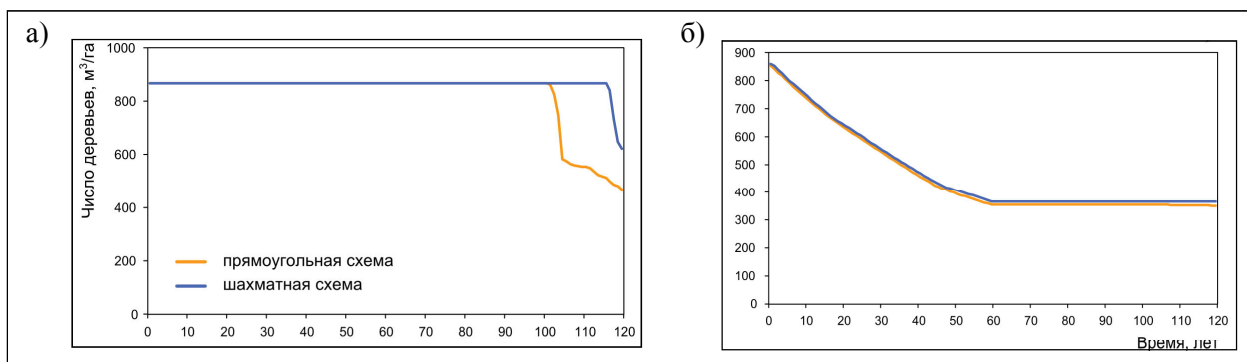 а)
Число деревьев, м³/га
1000
800
600
400
200
0
0 10 20 30 40 50 60 70 80 90 100 110 120
прямоугольная схема
шахматная схема
б)
900
800
700
600
500
400
300
200
100
0
0 10 20 30 40 50 60 70 80 90 100 110 120
Время, лет